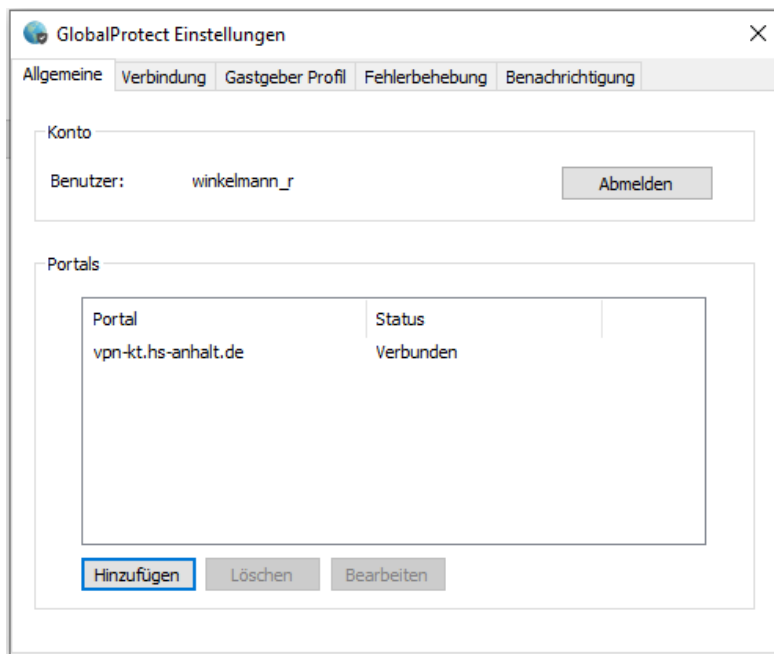 GlobalProtect Einstellungen
Allgemeine Verbindung Gastgeber Profil Fehlerbehebung Benachrichtigung
Konto
Benutzer: winkelmann_r Abmelden
Portals
Portal Status
vpn-kt.hs-anhalt.de Verbunden
Hinzufügen Löschen Bearbeiten